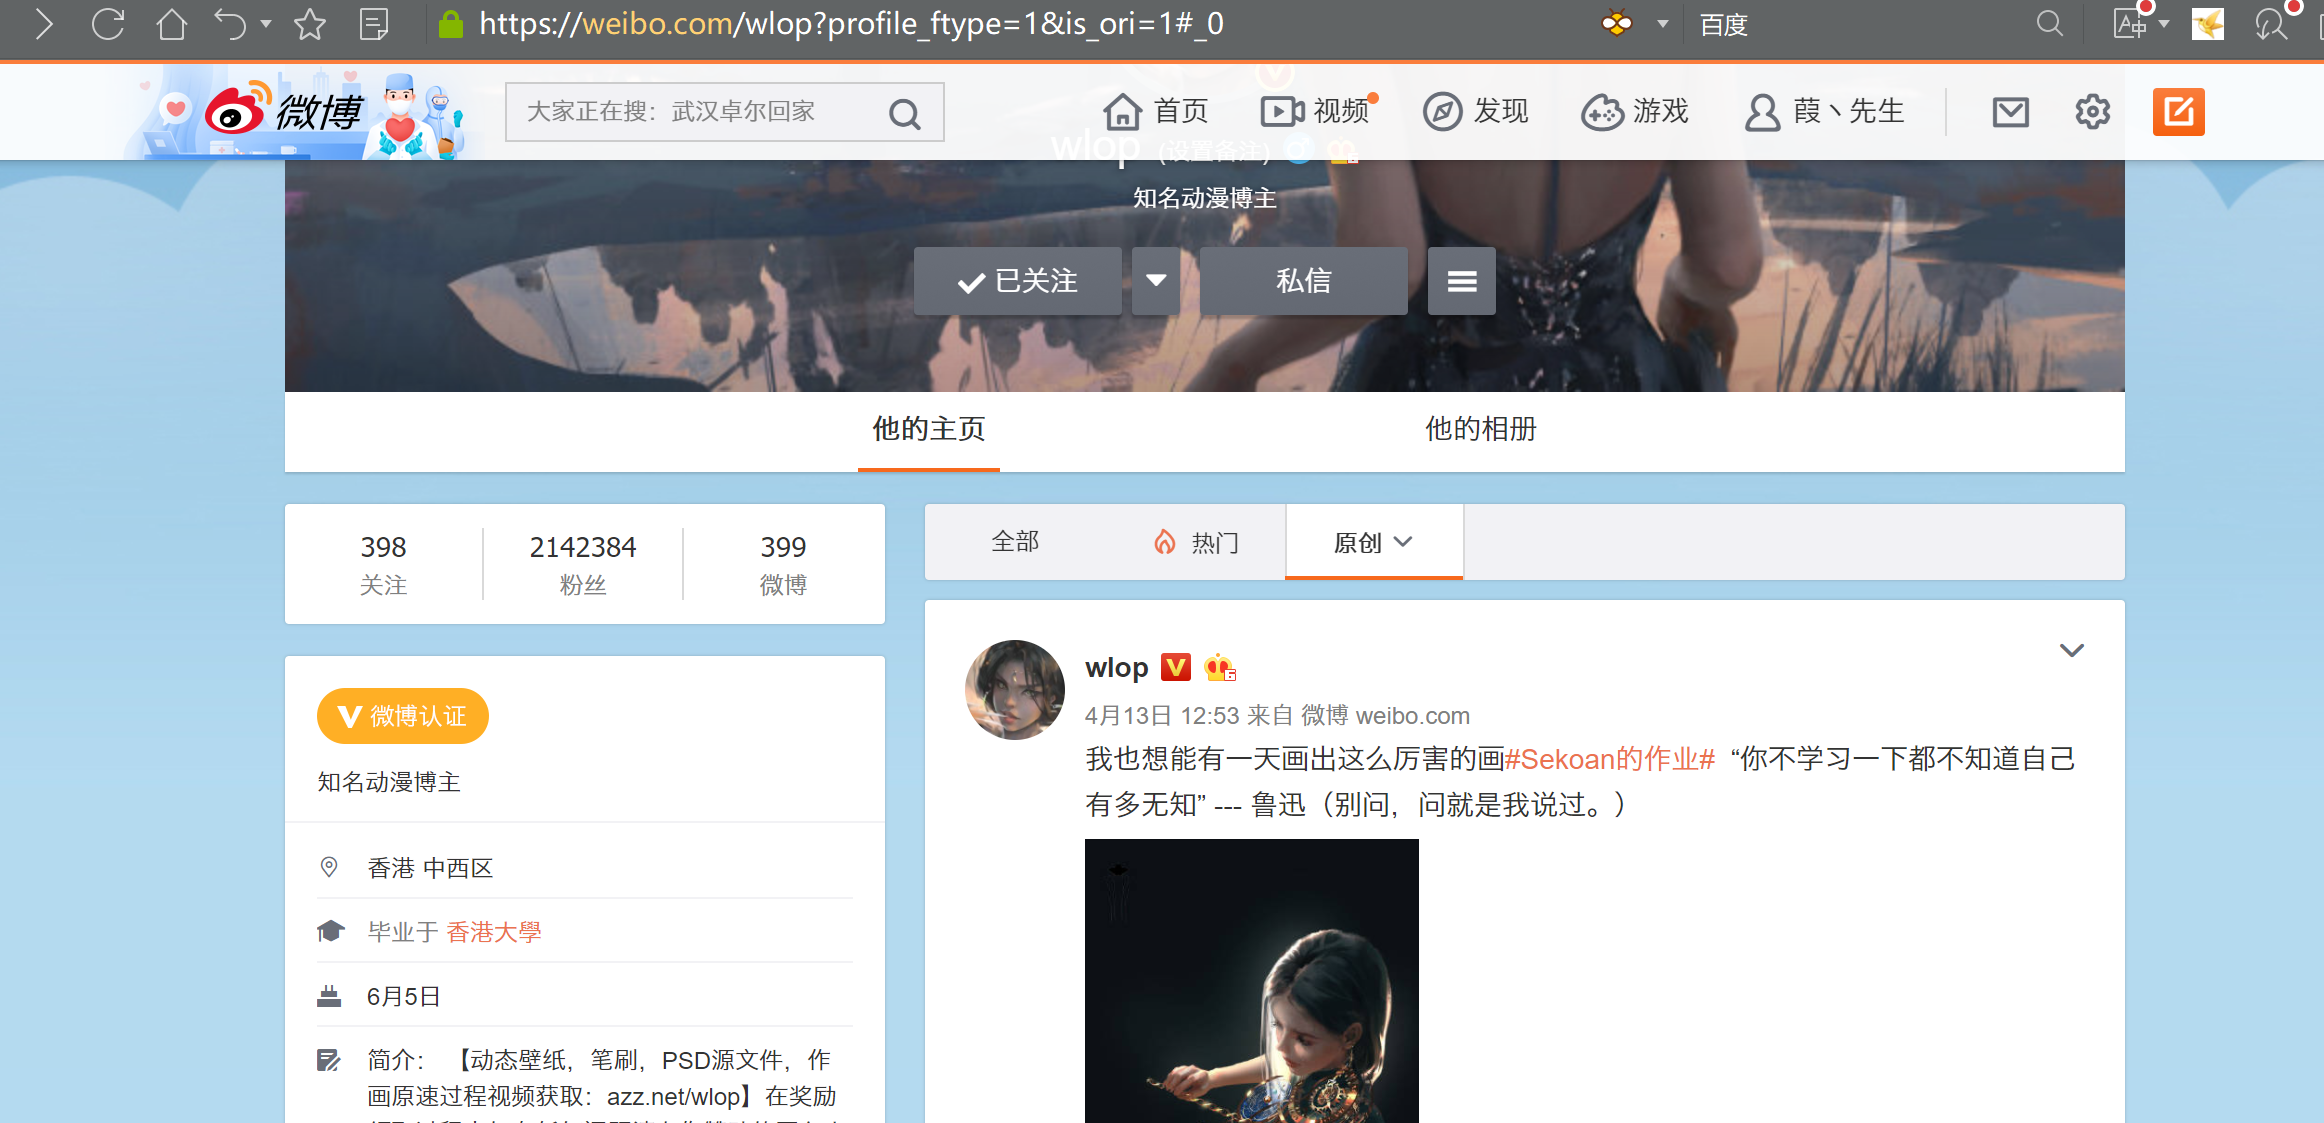 https://weibo.com/wlop?profile_ftype=1&is_ori=1#_0
百度
微博
大家正在搜：武汉卓尔回家
首页
视频
发现
游戏
葭丶先生
wlop (设置备注)
知名动漫博主
已关注
私信
他的主页
他的相册
398
关注
2142384
粉丝
399
微博
全部
热门
原创
微博认证
知名动漫博主
香港 中西区
毕业于 香港大學
6月5日
简介： 【动态壁纸，笔刷，PSD源文件，作
画原速过程视频获取：azz.net/wlop】在奖励
wlop
4月13日 12:53 来自 微博 weibo.com
我也想能有一天画出这么厉害的画#Sekoan的作业# “你不学习一下都不知道自己
有多无知” --- 鲁迅（别问，问就是我说过。）